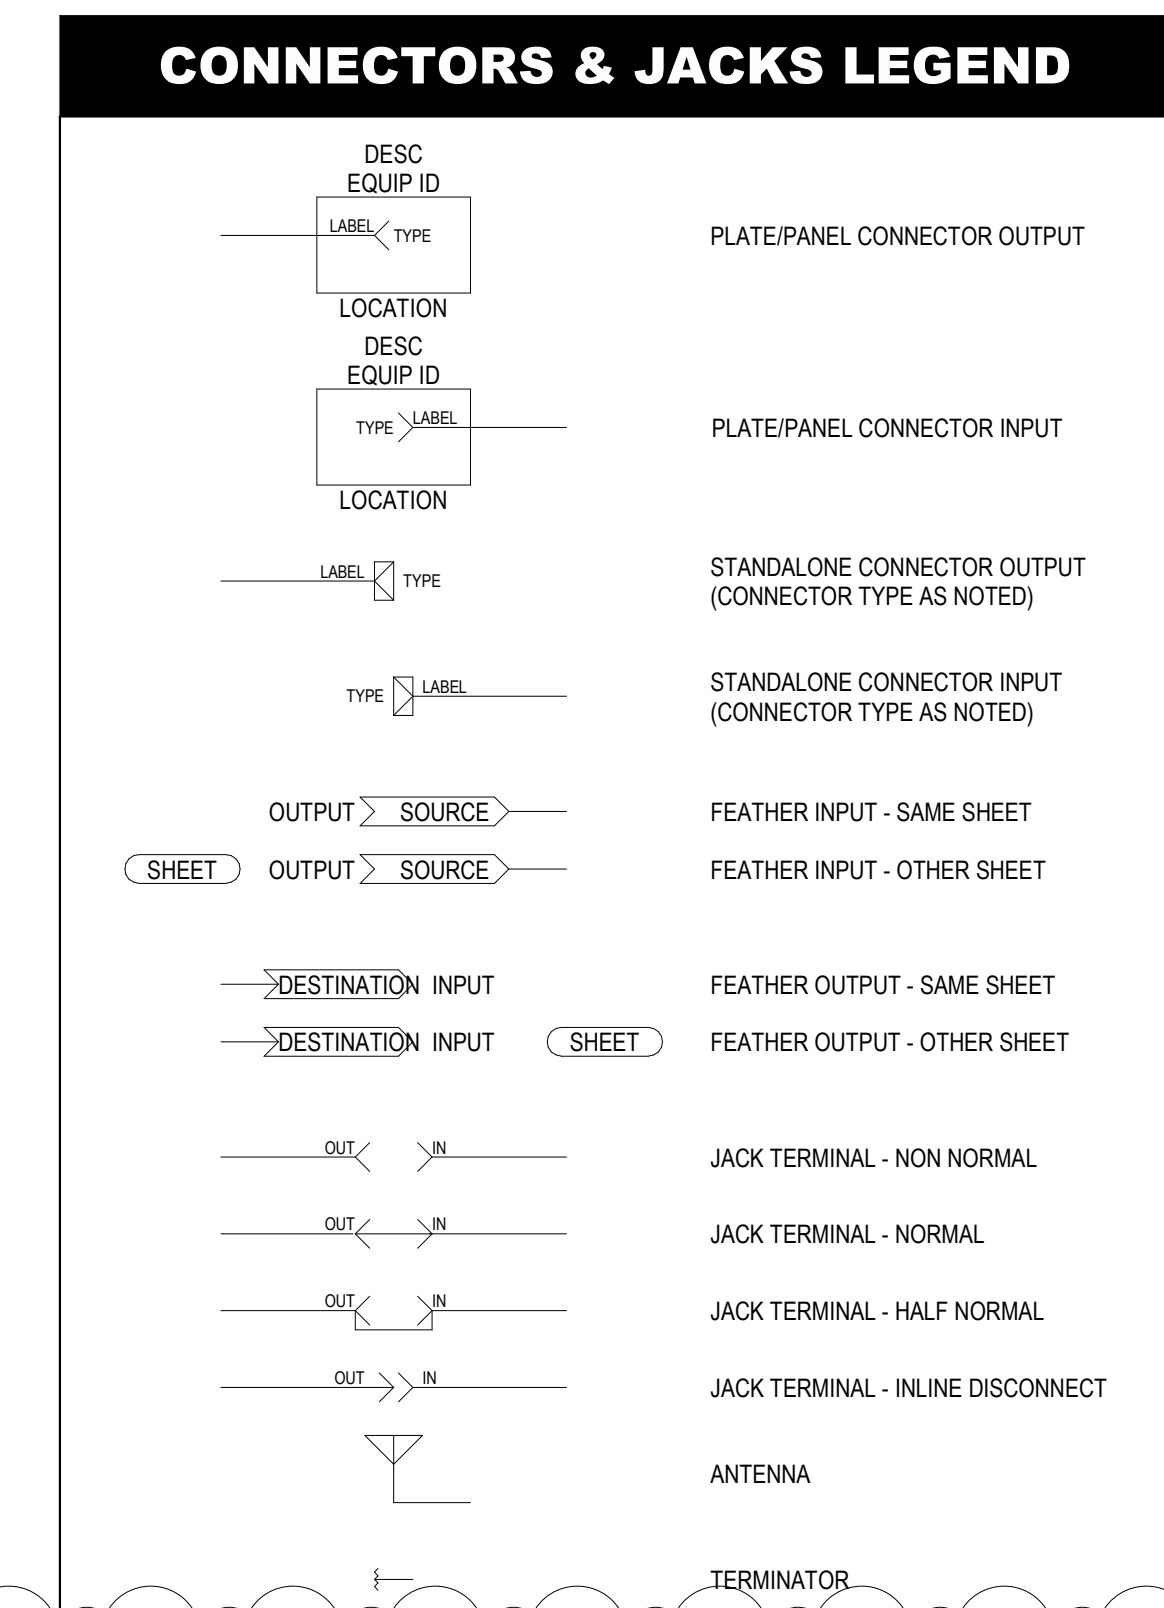 CONNECTORS & JACKS LEGEND
DESC
EQUIP ID
LABEL TYPE PLATE/PANEL CONNECTOR OUTPUT
LOCATION
DESC
EQUIP ID
TYPE LABEL PLATE/PANEL CONNECTOR INPUT
LOCATION
LABEL TYPE STANDALONE CONNECTOR OUTPUT
(CONNECTOR TYPE AS NOTED)
TYPE LABEL STANDALONE CONNECTOR INPUT
(CONNECTOR TYPE AS NOTED)
OUTPUT SOURCE FEATHER INPUT - SAME SHEET
SHEET OUTPUT SOURCE FEATHER INPUT - OTHER SHEET
DESTINATION INPUT FEATHER OUTPUT - SAME SHEET
DESTINATION INPUT SHEET FEATHER OUTPUT - OTHER SHEET
OUT IN JACK TERMINAL - NON NORMAL
OUT IN JACK TERMINAL - NORMAL
OUT IN JACK TERMINAL - HALF NORMAL
OUT IN JACK TERMINAL - INLINE DISCONNECT
ANTENNA
TERMINATOR